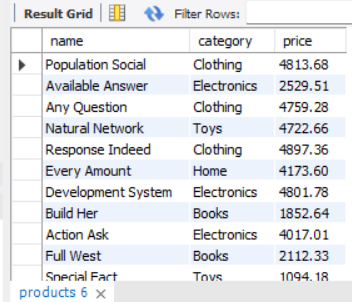 Result Grid Filter Rows:
name category price
Population Social Clothing 4813.68
Available Answer Electronics 2529.51
Any Question Clothing 4759.28
Natural Network Toys 4722.66
Response Indeed Clothing 4897.36
Every Amount Home 4173.60
Development System Electronics 4801.78
Build Her Books 1852.64
Action Ask Electronics 4017.01
Full West Books 2112.33
Special Fact Toys 1094.18
products 6 ×